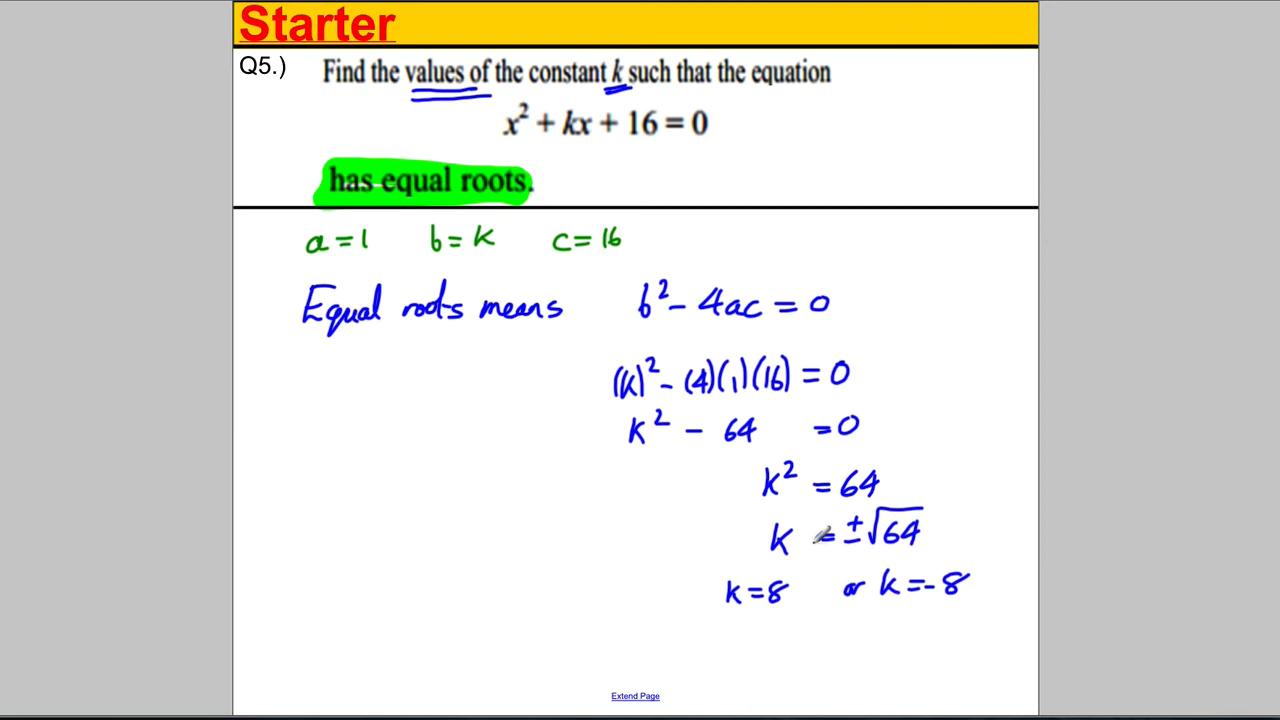 Starter
Q5.) Find the values of the constant k such that the equation
x² + kx + 16 = 0
has equal roots.
a = 1 b = k c = 16
Equal roots means b² - 4ac = 0
(k)² - (4)(1)(16) = 0
k² - 64 = 0
k² = 64
k = ±√64
k = 8 or k = -8
Extend Page